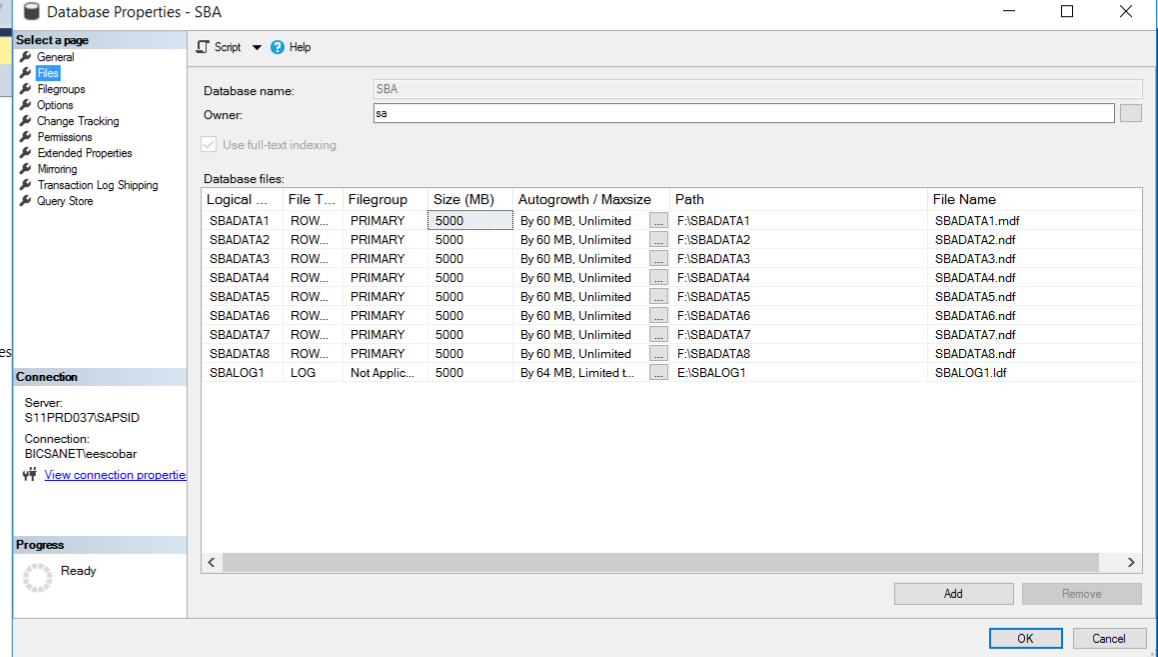 Database Properties - SBA
Select a page
General
Files
Filegroups
Options
Change Tracking
Permissions
Extended Properties
Mirroring
Transaction Log Shipping
Query Store
Script Help
Database name: SBA
Owner: sa
Use full-text indexing
Database files:
Logical ... File T... Filegroup Size (MB) Autogrowth / Maxsize Path File Name
SBADATA1 ROW... PRIMARY 5000 By 60 MB, Unlimited ... F:\SBADATA1 SBADATA1.mdf
SBADATA2 ROW... PRIMARY 5000 By 60 MB, Unlimited ... F:\SBADATA2 SBADATA2.ndf
SBADATA3 ROW... PRIMARY 5000 By 60 MB, Unlimited ... F:\SBADATA3 SBADATA3.ndf
SBADATA4 ROW... PRIMARY 5000 By 60 MB, Unlimited ... F:\SBADATA4 SBADATA4.ndf
SBADATA5 ROW... PRIMARY 5000 By 60 MB, Unlimited ... F:\SBADATA5 SBADATA5.ndf
SBADATA6 ROW... PRIMARY 5000 By 60 MB, Unlimited ... F:\SBADATA6 SBADATA6.ndf
SBADATA7 ROW... PRIMARY 5000 By 60 MB, Unlimited ... F:\SBADATA7 SBADATA7.ndf
SBADATA8 ROW... PRIMARY 5000 By 60 MB, Unlimited ... F:\SBADATA8 SBADATA8.ndf
SBALOG1 LOG Not Applic... 5000 By 64 MB, Limited t... ... E:\SBALOG1 SBALOG1.ldf
es
Connection
Server:
S11PRD037\SAPSID
Connection:
BICSANET\eescobar
View connection propertie
Progress
Ready
Add Remove
OK Cancel